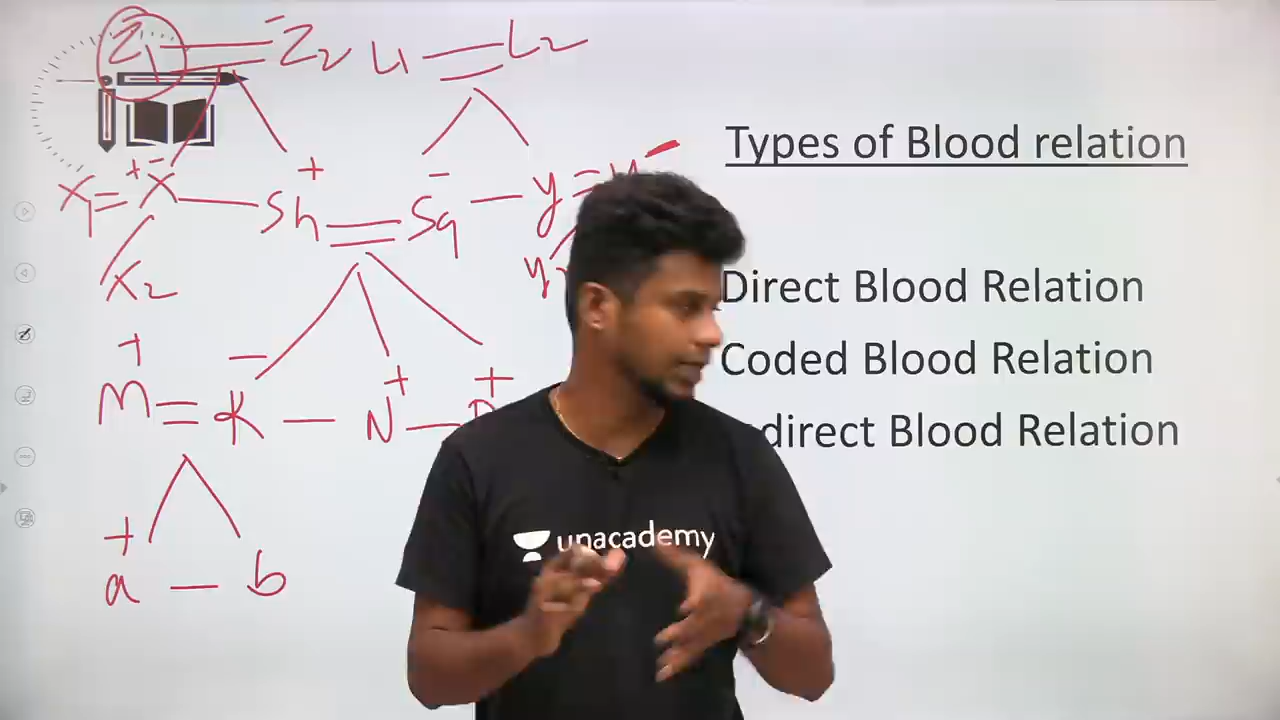 Z1 = Z2 L1 = L2
Types of Blood relation
+ - + -
X1 = X — Sh = Sq — y =
X2
Direct Blood Relation
Coded Blood Relation
direct Blood Relation
+ - + +
M = K — N —
unacademy
+
a — b